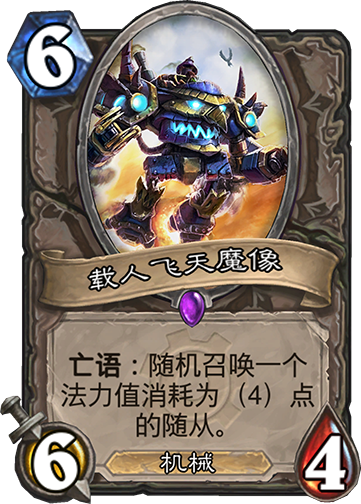 6
载人飞天魔像
亡语：随机召唤一个
法力值消耗为（4）点
的随从。
6
机械
4